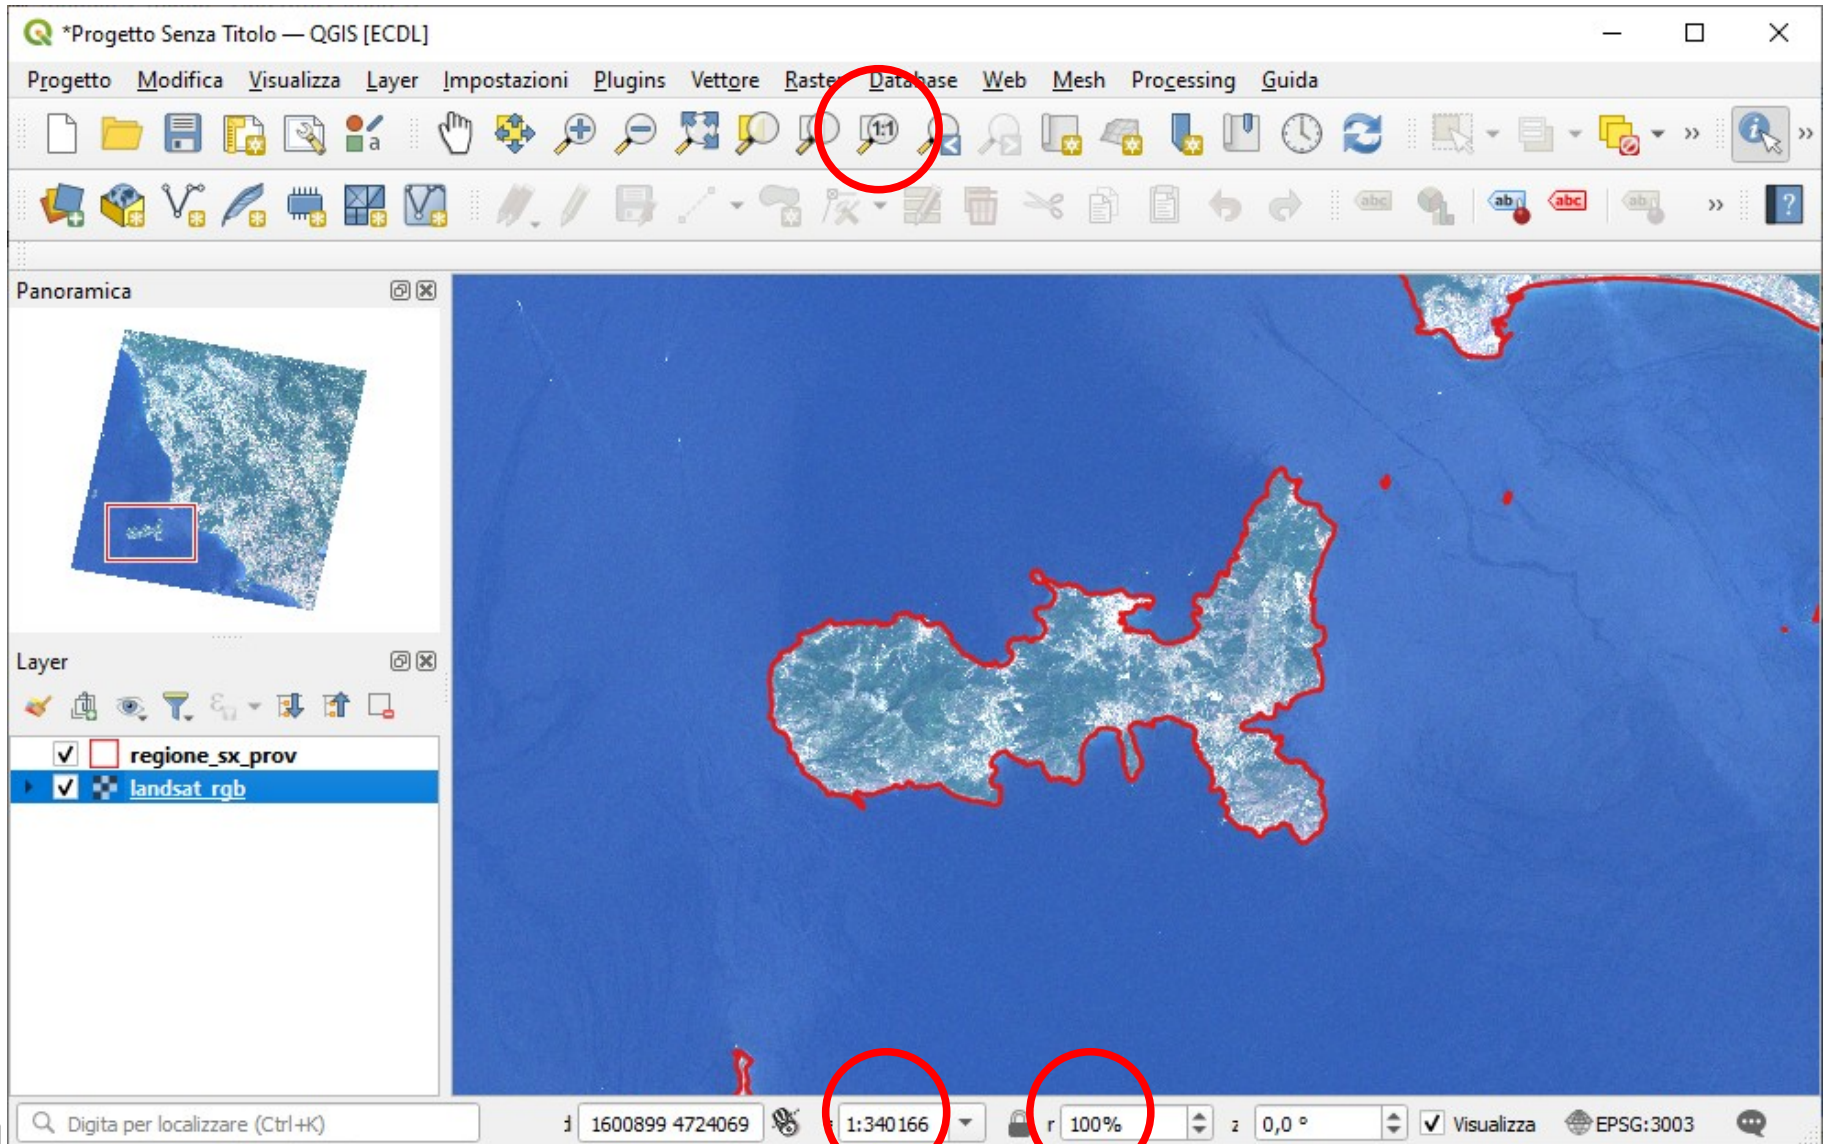 *Progetto Senza Titolo — QGIS [ECDL]
Progetto Modifica Visualizza Layer Impostazioni Plugins Vettore Raster Database Web Mesh Processing Guida
a 1:1
abc ab abc ab ?
Panoramica
Layer
regione_sx_prov
landsat_rgb
Digita per localizzare (Ctrl+K) 1600899 4724069 1:340166 r 100% z 0,0 ° Visualizza EPSG:3003